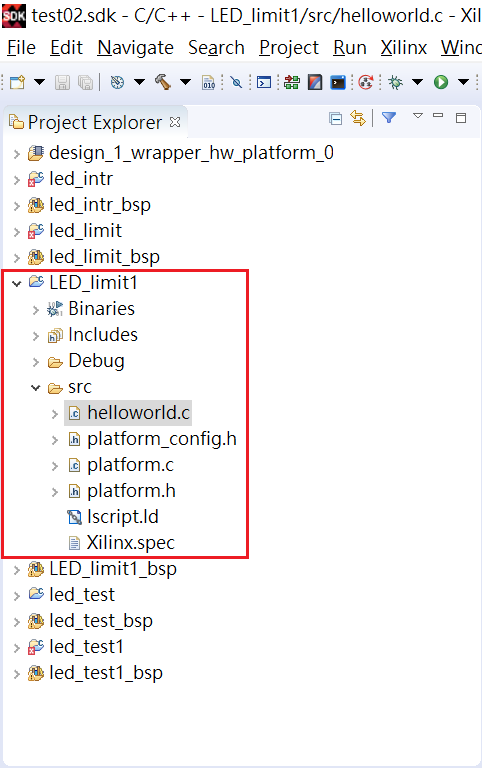 SDK test02.sdk - C/C++ - LED_limit1/src/helloworld.c - Xil
File Edit Navigate Search Project Run Xilinx Wind
010
Project Explorer
design_1_wrapper_hw_platform_0
led_intr
led_intr_bsp
led_limit
led_limit_bsp
LED_limit1
Binaries
Includes
Debug
src
.c helloworld.c
.h platform_config.h
.c platform.c
.h platform.h
lscript.ld
Xilinx.spec
LED_limit1_bsp
led_test
led_test_bsp
led_test1
led_test1_bsp